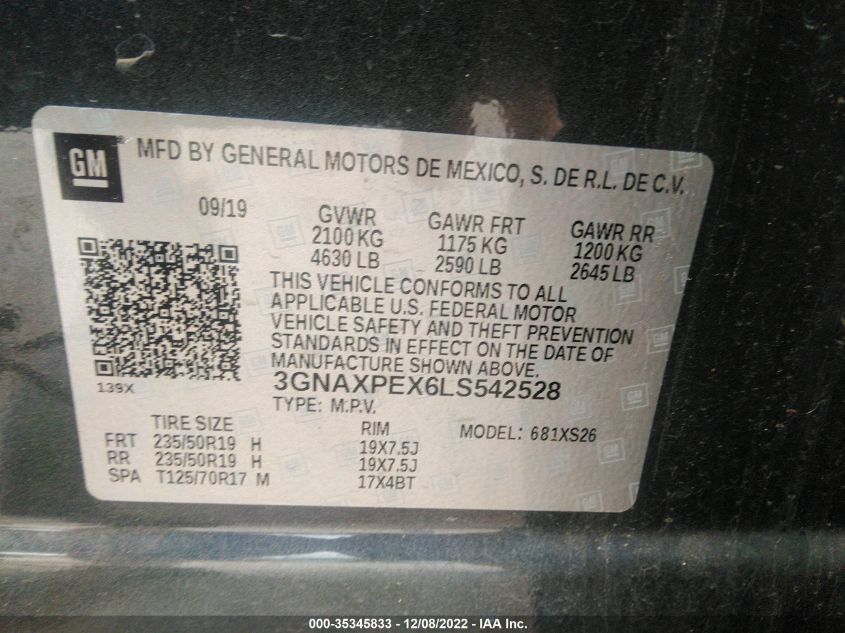 GM
MFD BY GENERAL MOTORS DE MEXICO, S. DE R.L. DE C.V.
09/19 GVWR GAWR FRT GAWR RR
2100 KG 1175 KG 1200 KG
4630 LB 2590 LB 2645 LB
THIS VEHICLE CONFORMS TO ALL
APPLICABLE U.S. FEDERAL MOTOR
VEHICLE SAFETY AND THEFT PREVENTION
STANDARDS IN EFFECT ON THE DATE OF
MANUFACTURE SHOWN ABOVE.
139X
3GNAXPEX6LS542528
TYPE: M.P.V.
TIRE SIZE RIM MODEL: 681XS26
FRT 235/50R19 H 19X7.5J
RR 235/50R19 H 19X7.5J
SPA T125/70R17 M 17X4BT
000-35345833 - 12/08/2022 - IAA Inc.